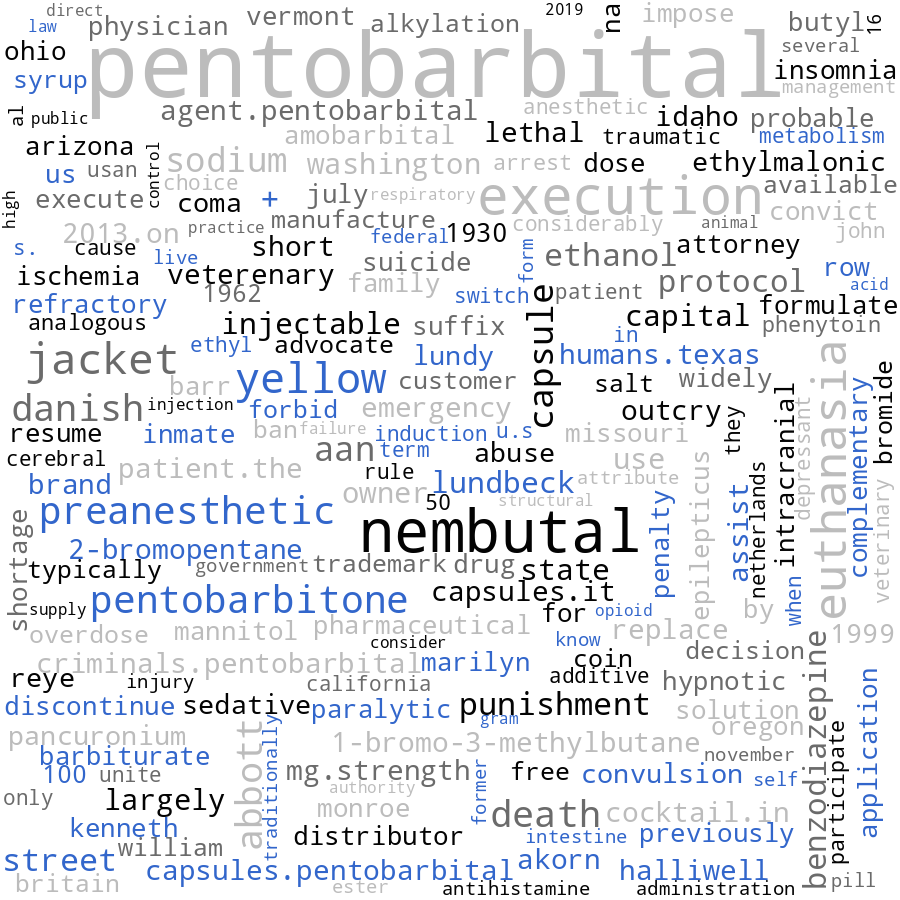 direct
law
physician
vermont
alkylation
2019
na
impose
butyl
16
ohio
pentobarbital
several
syrup
insomnia
management
al
public
agent.pentobarbital
anesthetic
idaho
probable
arizona
amobarbital
lethal
traumatic
metabolism
us
usan
control
sodium
washington
arrest
dose
ethylmalonic
high
execute
choice
coma
+
july
respiratory
execution
available
2013.on
practice
manufacture
considerably
animal
convict
s.
cause
short
federal
1930
form
ethanol
attorney
john
live
suicide
ischemia
veterenary
family
switch
patient
protocol
row
acid
refractory
1962
capsule
capital
formulate
analogous
injectable
suffix
in
phenytoin
jacket
ethyl
advocate
lundy
humans.texas
euthanasia
barr
yellow
customer
salt
widely
complementary
bromide
danish
injection
forbid
emergency
outcry
intracranial
depressant
resume
inmate
ban
failure
induction
u.s
missouri
they
cerebral
aan
term
abuse
use
brand
patient.the
rule
lundbeck
attribute
epilepticus
netherlands
owner
50
structural
penalty
assist
veterinary
preanesthetic
nembutal
shortage
2-bromopentane
typically
government
trademark
drug
state
when
supply
pentobarbitone
capsules.it
for
opioid
by
overdose
mannitol
pharmaceutical
know
replace
1999
consider
criminals.pentobarbital
marilyn
coin
decision
benzodiazepine
reye
injury
california
additive
hypnotic
application
discontinue
sedative
paralytic
gram
punishment
solution
pancuronium
abbott
traditionally
1-bromo-3-methylbutane
oregon
barbiturate
november
participate
100
unite
mg.strength
former
free
convulsion
self
only
largely
authority
monroe
death
cocktail.in
kenneth
distributor
intestine
previously
street
william
akorn
capsules.pentobarbital
halliwell
britain
ester
antihistamine
administration
pill